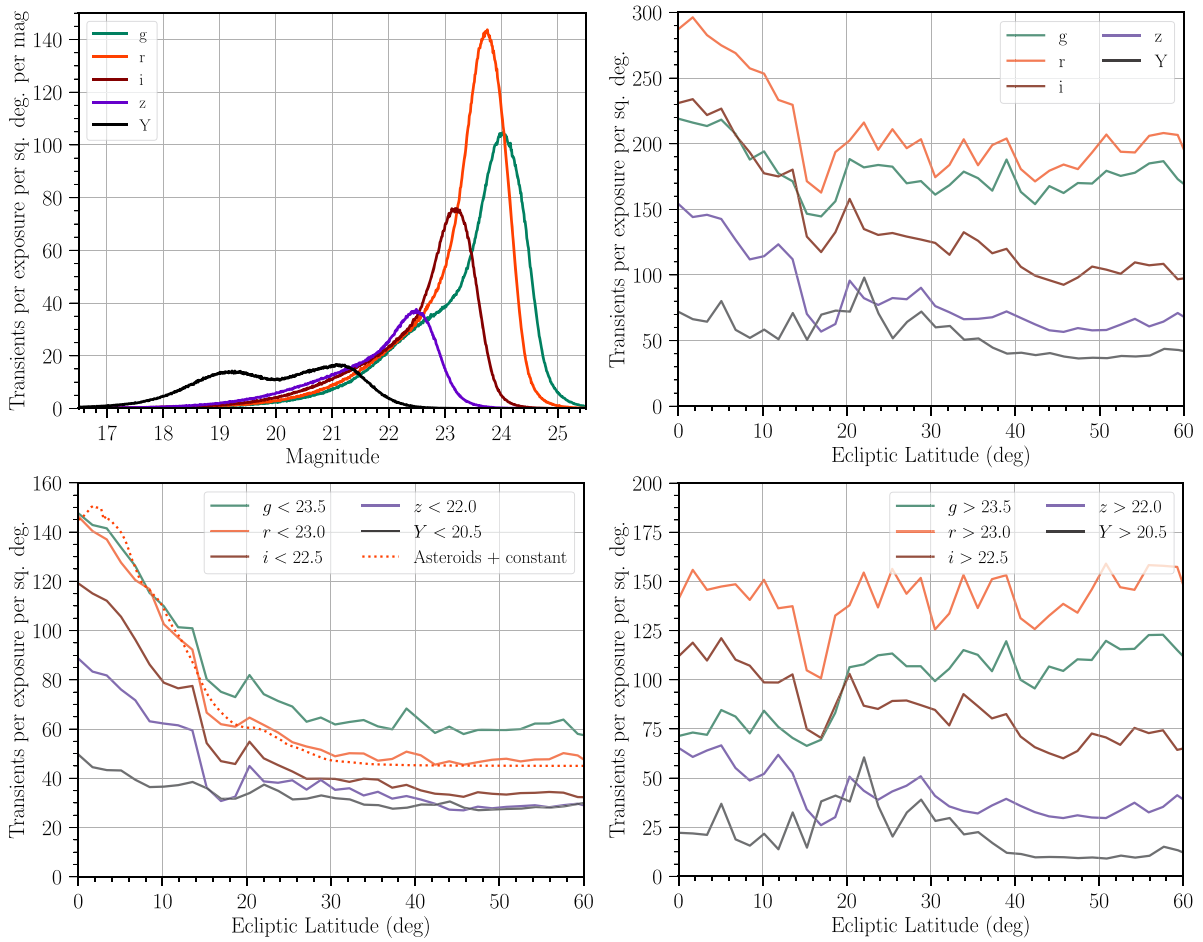 Transients per exposure per sq. deg. per mag
140
120
100
80
60
40
20
0
g
r
i
z
Y
17 18 19 20 21 22 23 24 25
Magnitude
Transients per exposure per sq. deg.
300
250
200
150
100
50
0
g z
r Y
i
0 10 20 30 40 50 60
Ecliptic Latitude (deg)
Transients per exposure per sq. deg.
160
140
120
100
80
60
40
20
0
g < 23.5 z < 22.0
r < 23.0 Y < 20.5
i < 22.5 Asteroids + constant
0 10 20 30 40 50 60
Ecliptic Latitude (deg)
Transients per exposure per sq. deg.
200
175
150
125
100
75
50
25
0
g > 23.5 z > 22.0
r > 23.0 Y > 20.5
i > 22.5
0 10 20 30 40 50 60
Ecliptic Latitude (deg)